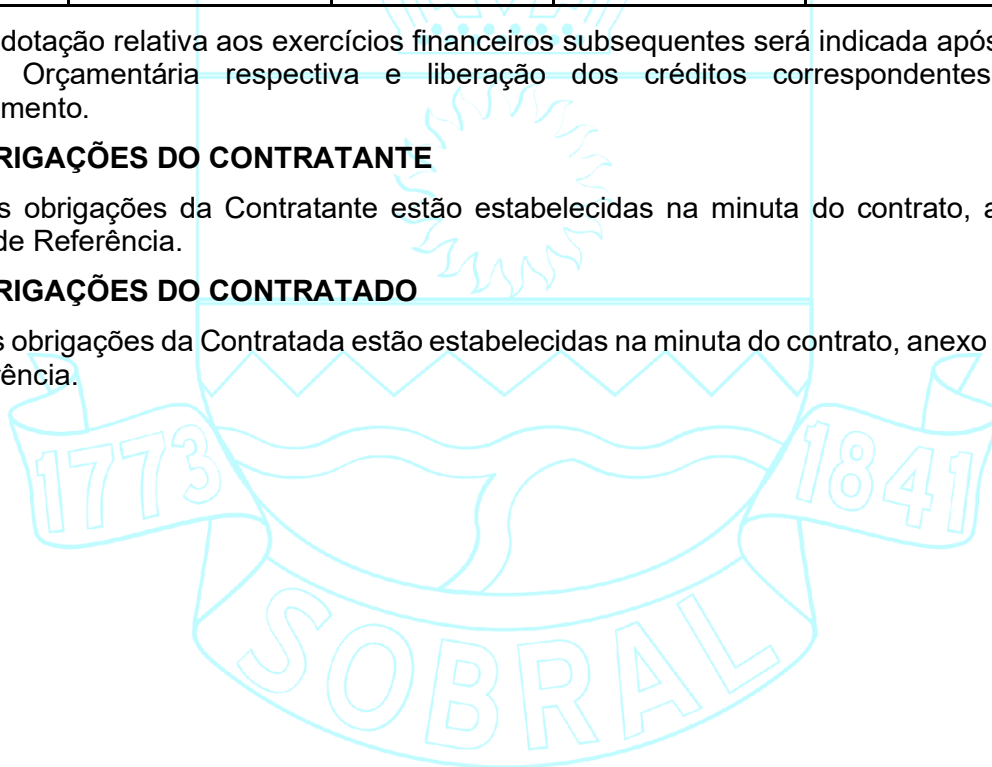 dotação relativa aos exercícios financeiros subsequentes será indicada após
Orçamentária respectiva e liberação dos créditos correspondentes
mento.
RIGAÇÕES DO CONTRATANTE
s obrigações da Contratante estão estabelecidas na minuta do contrato, a
de Referência.
RIGAÇÕES DO CONTRATADO
s obrigações da Contratada estão estabelecidas na minuta do contrato, anexo
ência.
1773
1841
SOBRAL